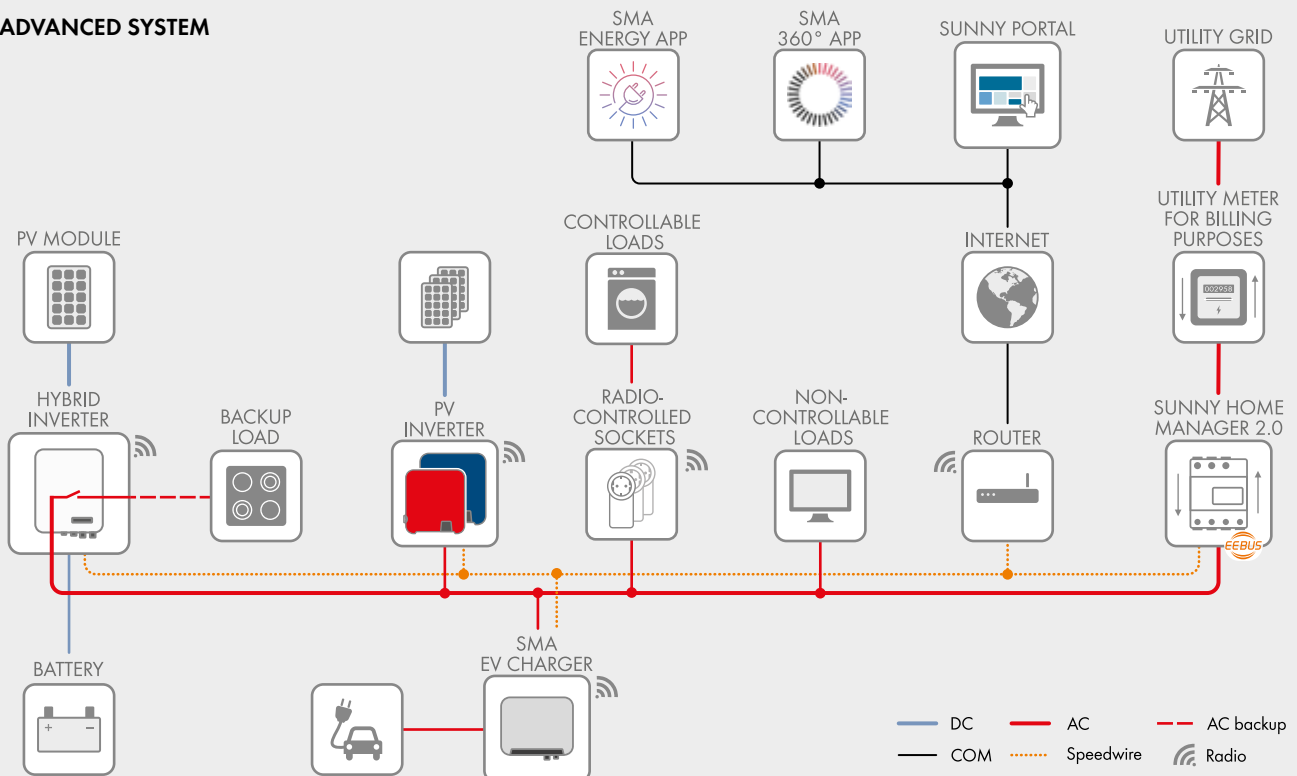 ADVANCED SYSTEM
SMA
ENERGY APP
SMA
360° APP
SUNNY PORTAL
UTILITY GRID
UTILITY METER
FOR BILLING
PURPOSES
002958
PV MODULE
CONTROLLABLE
LOADS
INTERNET
HYBRID
INVERTER
BACKUP
LOAD
PV
INVERTER
RADIO-
CONTROLLED
SOCKETS
NON-
CONTROLLABLE
LOADS
ROUTER
SUNNY HOME
MANAGER 2.0
EEBUS
BATTERY
+ −
SMA
EV CHARGER
DC
AC
AC backup
COM
Speedwire
Radio